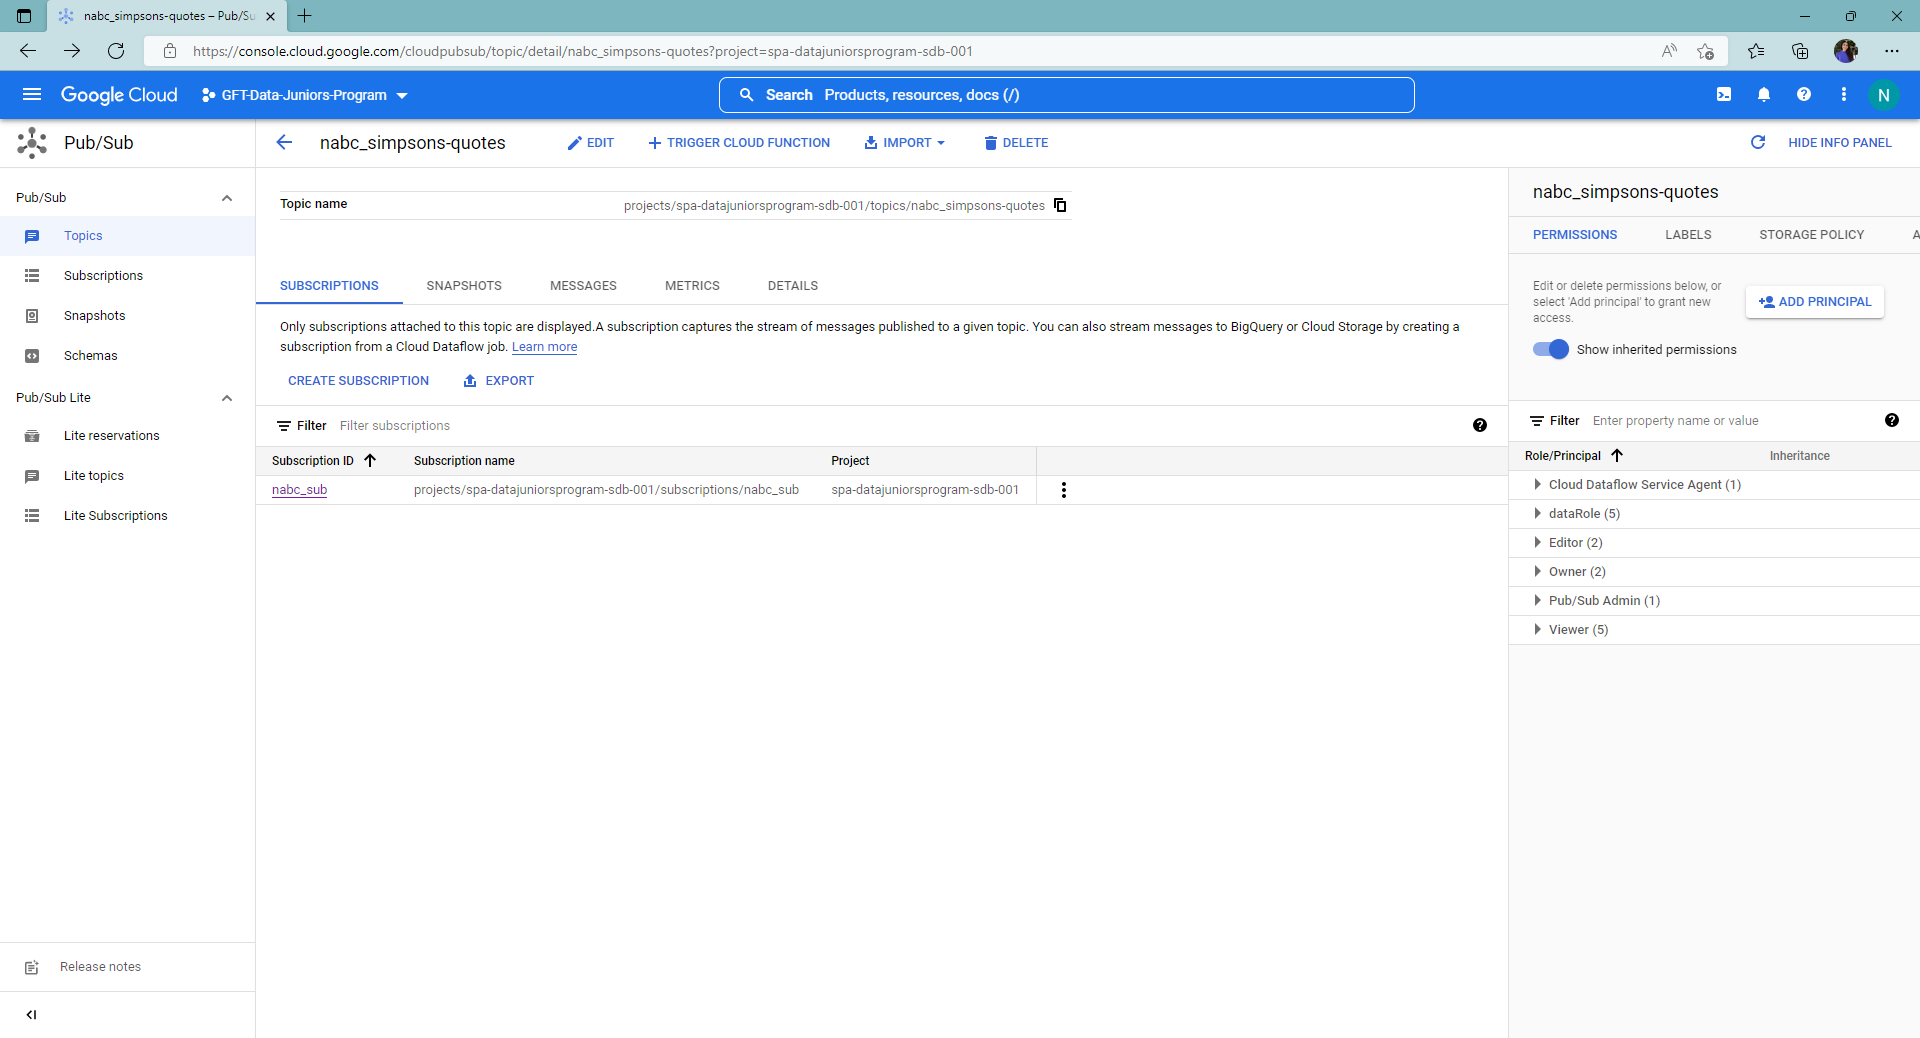 nabc_simpsons-quotes – Pub/Su
https://console.cloud.google.com/cloudpubsub/topic/detail/nabc_simpsons-quotes?project=spa-datajuniorsprogram-sdb-001
Google Cloud
GFT-Data-Juniors-Program
Search Products, resources, docs (/)
N
Pub/Sub
nabc_simpsons-quotes
EDIT
TRIGGER CLOUD FUNCTION
IMPORT
DELETE
HIDE INFO PANEL
Pub/Sub
Topics
Subscriptions
Snapshots
Schemas
Pub/Sub Lite
Lite reservations
Lite topics
Lite Subscriptions
Release notes
Topic name
projects/spa-datajuniorsprogram-sdb-001/topics/nabc_simpsons-quotes
SUBSCRIPTIONS
SNAPSHOTS
MESSAGES
METRICS
DETAILS
Only subscriptions attached to this topic are displayed.A subscription captures the stream of messages published to a given topic. You can also stream messages to BigQuery or Cloud Storage by creating a
subscription from a Cloud Dataflow job. Learn more
CREATE SUBSCRIPTION
EXPORT
Filter Filter subscriptions
Subscription ID Subscription name Project
nabc_sub projects/spa-datajuniorsprogram-sdb-001/subscriptions/nabc_sub spa-datajuniorsprogram-sdb-001
nabc_simpsons-quotes
PERMISSIONS
LABELS
STORAGE POLICY
A
Edit or delete permissions below, or
select 'Add principal' to grant new
access.
ADD PRINCIPAL
Show inherited permissions
Filter Enter property name or value
Role/Principal Inheritance
Cloud Dataflow Service Agent (1)
dataRole (5)
Editor (2)
Owner (2)
Pub/Sub Admin (1)
Viewer (5)